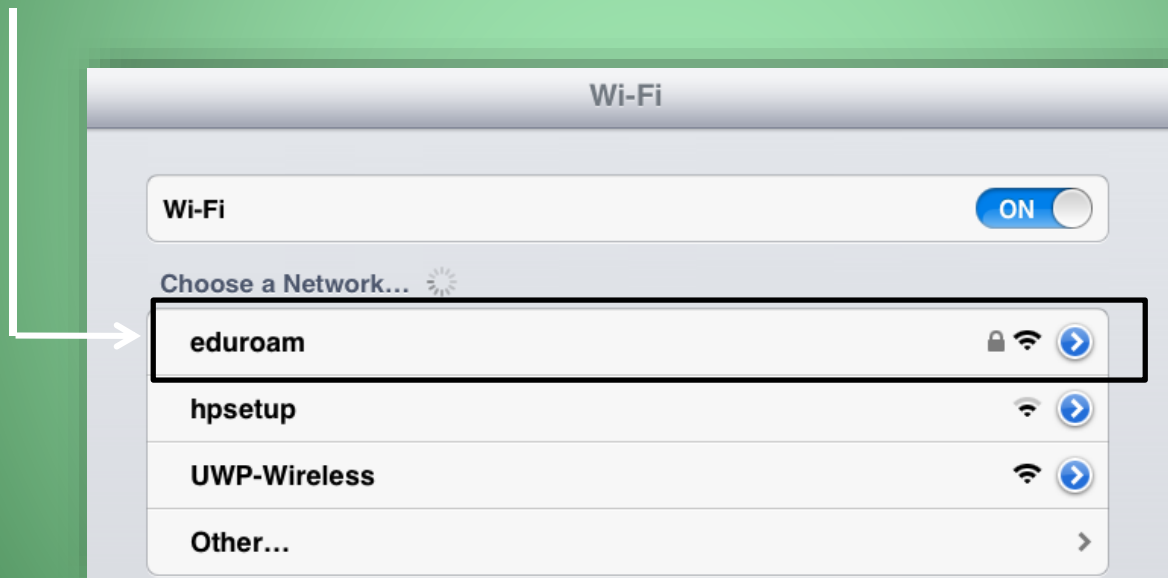 Wi-Fi
Wi-Fi ON
Choose a Network...
eduroam
hpsetup
UWP-Wireless
Other...